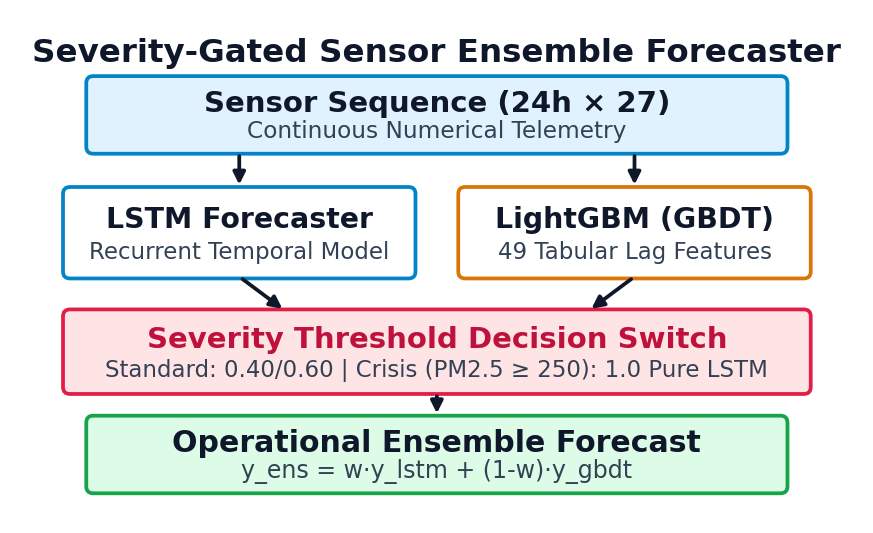 Severity-Gated Sensor Ensemble Forecaster
Sensor Sequence (24h × 27)
Continuous Numerical Telemetry
LSTM Forecaster
Recurrent Temporal Model
LightGBM (GBDT)
49 Tabular Lag Features
Severity Threshold Decision Switch
Standard: 0.40/0.60 | Crisis (PM2.5 ≥ 250): 1.0 Pure LSTM
Operational Ensemble Forecast
y_ens = w·y_lstm + (1-w)·y_gbdt